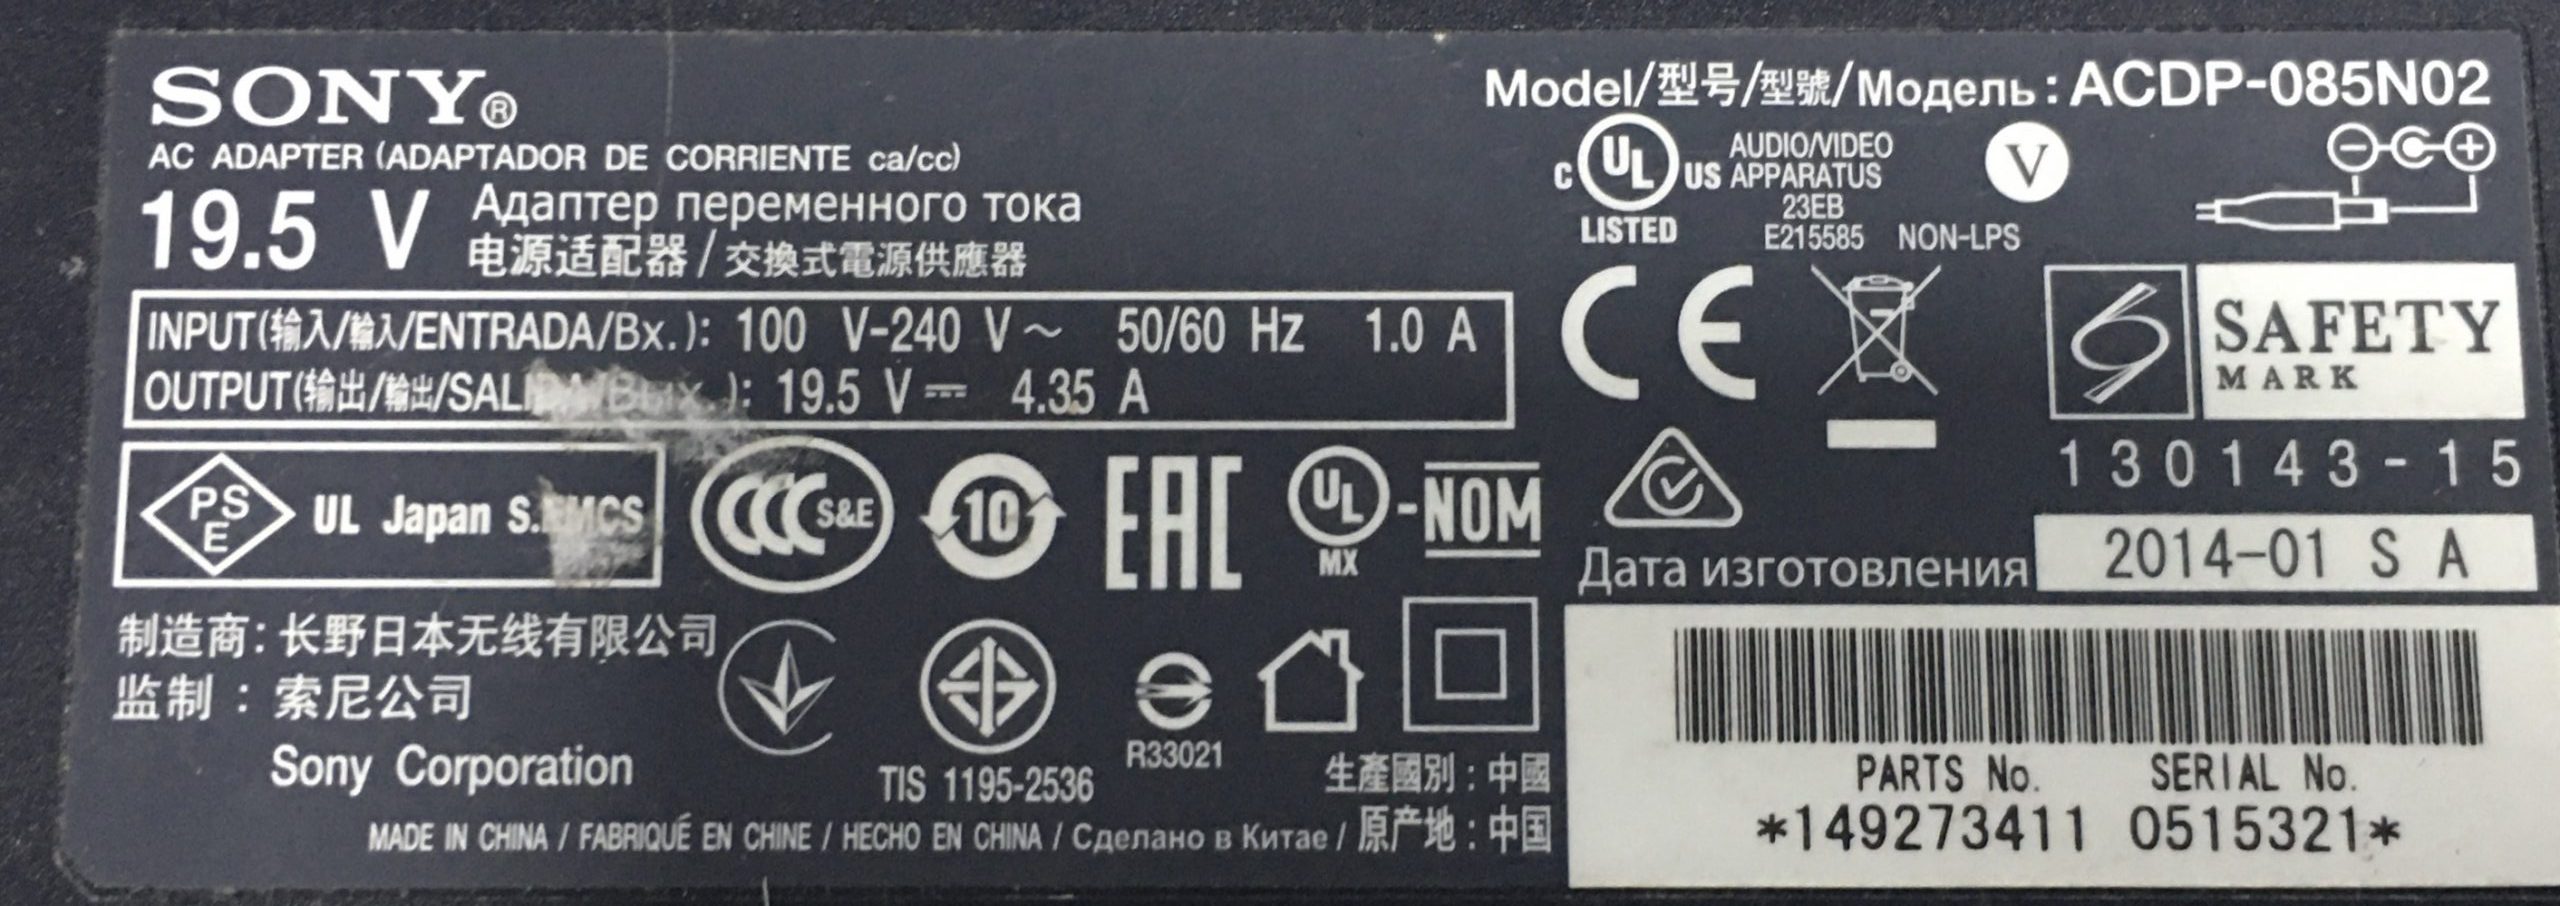 SONY®
AC ADAPTER (ADAPTADOR DE CORRIENTE ca/cc)
19.5 V Адаптер переменного тока
电源适配器 / 交換式電源供應器
INPUT(输入/輸入/ENTRADA/Вх.): 100 V-240 V～ 50/60 Hz 1.0 A
OUTPUT(输出/輸出/SALIDA/Вых.): 19.5 V⎓ 4.35 A
PS
E
UL Japan S.EMCS
CCC S&E
10
EAC
UL
MX
-NOM
制造商: 长野日本无线有限公司
监制 : 索尼公司
Sony Corporation
TIS 1195-2536
R33021
生產國別 : 中國
MADE IN CHINA / FABRIQUÉ EN CHINE / HECHO EN CHINA / Сделано в Китае / 原产地 : 中国
Model/型号/型號/Модель : ACDP-085N02
C UL US
LISTED
AUDIO/VIDEO
APPARATUS
23EB
E215585 NON-LPS
V
CE
SAFETY
MARK
130143-15
Дата изготовления 2014-01 S A
PARTS No. SERIAL No.
*149273411 0515321*